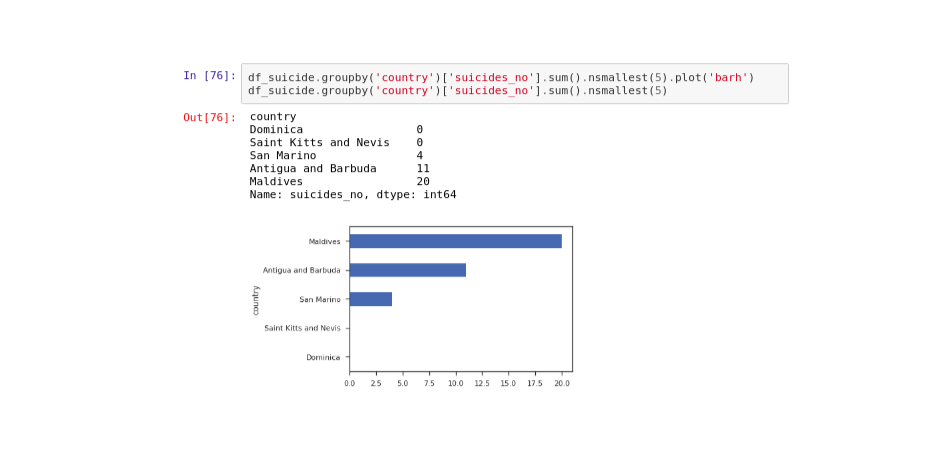 In [76]: df_suicide.groupby('country')['suicides_no'].sum().nsmallest(5).plot('barh')
df_suicide.groupby('country')['suicides_no'].sum().nsmallest(5)
Out[76]: country
Dominica 0
Saint Kitts and Nevis 0
San Marino 4
Antigua and Barbuda 11
Maldives 20
Name: suicides_no, dtype: int64
Maldives
Antigua and Barbuda
San Marino
Saint Kitts and Nevis
Dominica
country
0.0 2.5 5.0 7.5 10.0 12.5 15.0 17.5 20.0